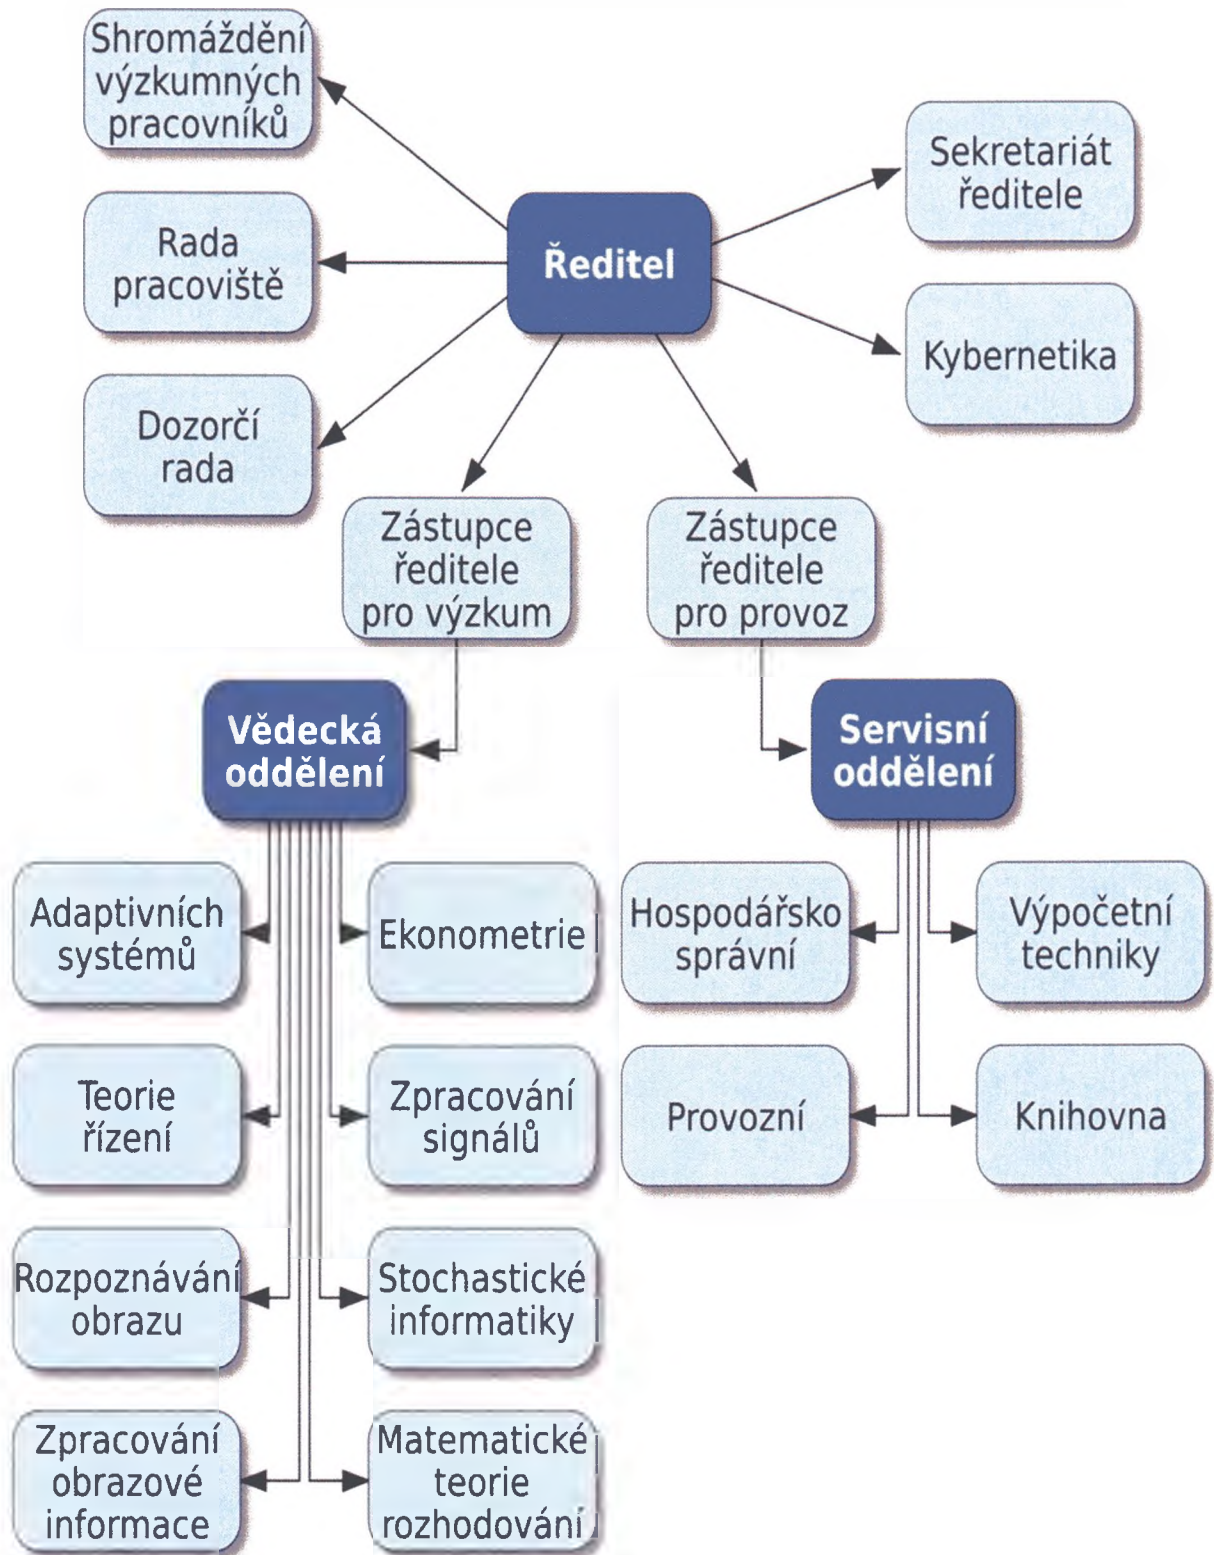 Shromáždění
výzkumných
pracovníků
Sekretariát
ředitele
Rada
pracoviště
Ředitel
Kybernetika
Dozorčí
rada
Zástupce
ředitele
pro výzkum
Zástupce
ředitele
pro provoz
Vědecká
oddělení
Servisní
oddělení
Adaptivních
systémů
Ekonometrie
Hospodářsko
správní
Výpočetní
techniky
Teorie
řízení
Zpracování
signálů
Provozní
Knihovna
Rozpoznávání
obrazu
Stochastické
informatiky
Zpracování
obrazové
informace
Matematické
teorie
rozhodování